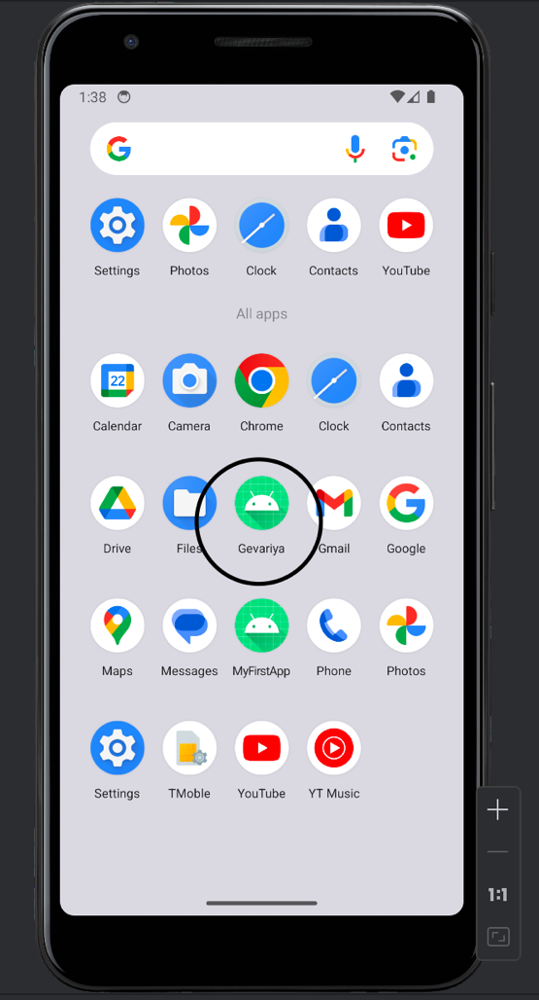 1:38
Settings Photos Clock Contacts YouTube
All apps
22
Calendar Camera Chrome Clock Contacts
Drive Files Gevariya Gmail Google
Maps Messages MyFirstApp Phone Photos
Settings TMoble YouTube YT Music
1:1